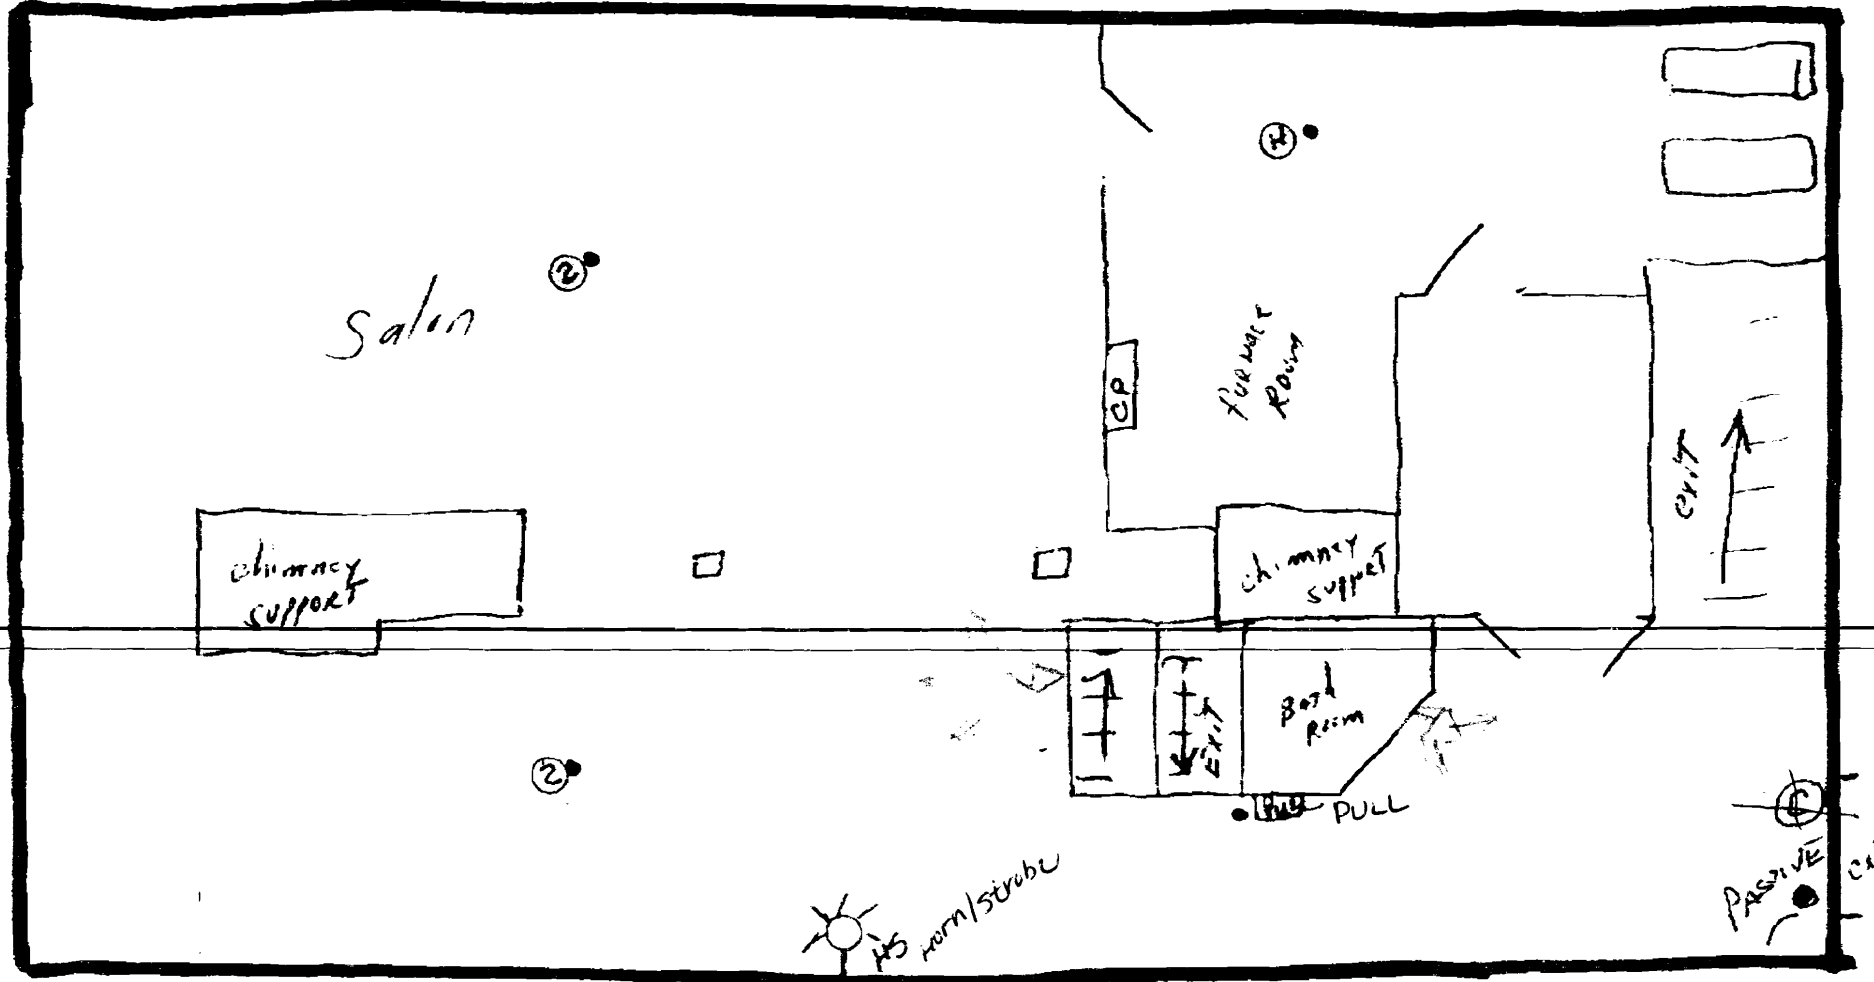 Salon
2
CP
FURNACE
ROOM
exit
chimney
support
chimney
support
EXIT
Bath
Room
2
PULL
HS
Horn/strobe
C
PASSIVE